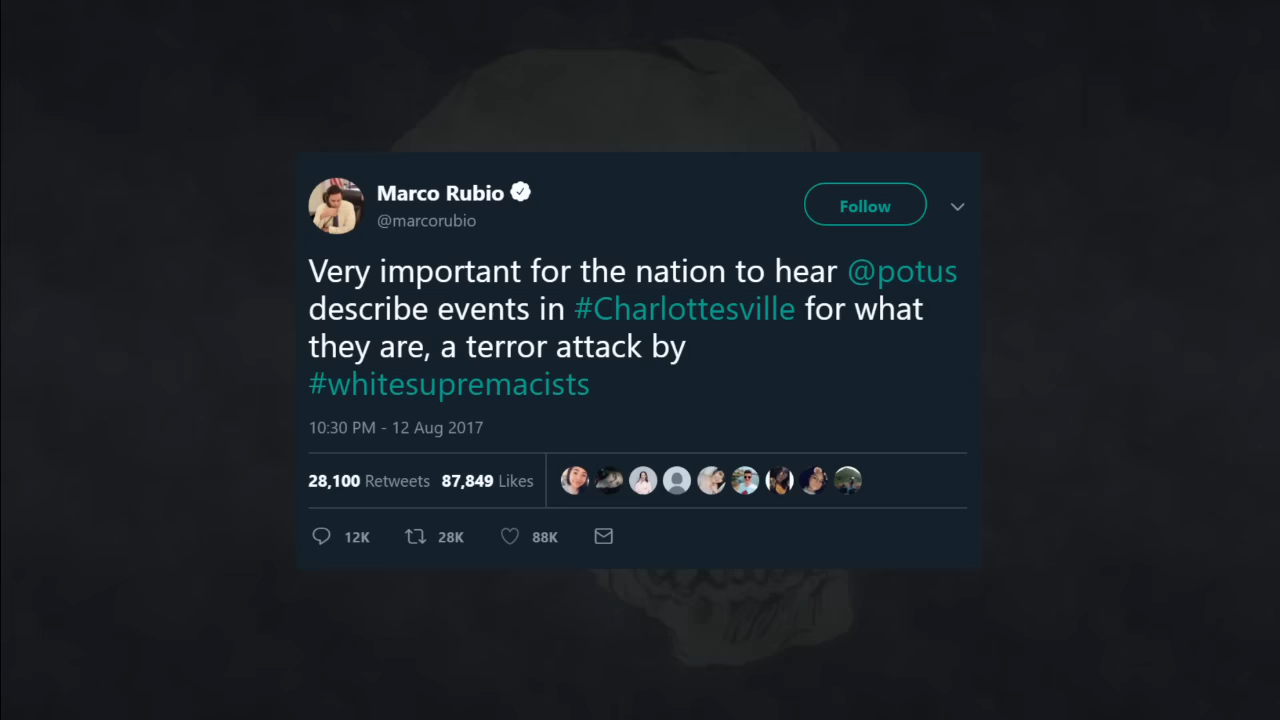 Marco Rubio
@marcorubio
Follow
Very important for the nation to hear @potus
describe events in #Charlottesville for what
they are, a terror attack by
#whitesupremacists
10:30 PM - 12 Aug 2017
28,100 Retweets 87,849 Likes
12K 28K 88K